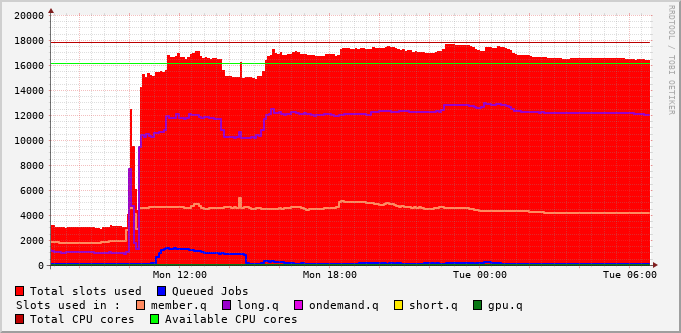 20000
18000
16000
14000
12000
10000
8000
6000
4000
2000
0
Mon 12:00 Mon 18:00 Tue 00:00 Tue 06:00
RRDTOOL / TOBI OETIKER
Total slots used Queued Jobs
Slots used in : member.q long.q ondemand.q short.q gpu.q
Total CPU cores Available CPU cores